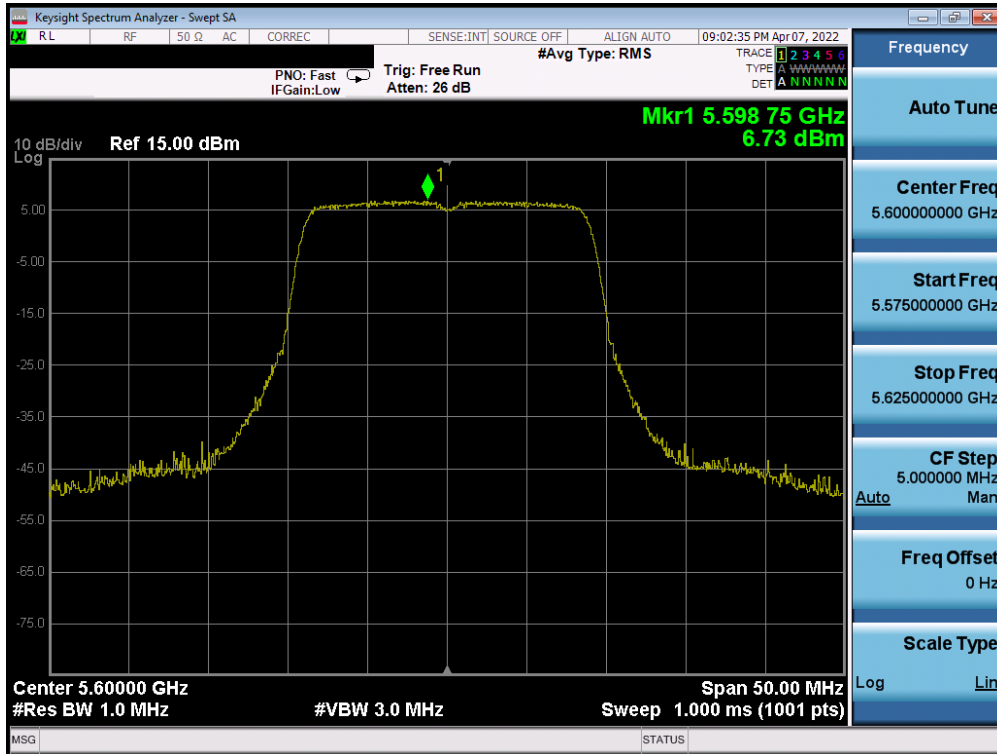 Keysight Spectrum Analyzer - Swept SA
LXI RL RF 50 Ω AC CORREC SENSE:INT SOURCE OFF ALIGN AUTO 09:02:35 PM Apr 07, 2022
#Avg Type: RMS
TRACE 1 2 3 4 5 6
PNO: Fast Trig: Free Run
TYPE A WWWWW
IFGain:Low Atten: 26 dB
DET A N N N N N
Frequency
Mkr1 5.598 75 GHz
6.73 dBm
10 dB/div Ref 15.00 dBm
Log
1
5.00
-5.00
-15.0
-25.0
-35.0
-45.0
-55.0
-65.0
-75.0
Center 5.60000 GHz Span 50.00 MHz
#Res BW 1.0 MHz #VBW 3.0 MHz Sweep 1.000 ms (1001 pts)
Auto Tune
Center Freq
5.600000000 GHz
Start Freq
5.575000000 GHz
Stop Freq
5.625000000 GHz
CF Step
5.000000 MHz
Auto Man
Freq Offset
0 Hz
Scale Type
Log Lin
MSG STATUS